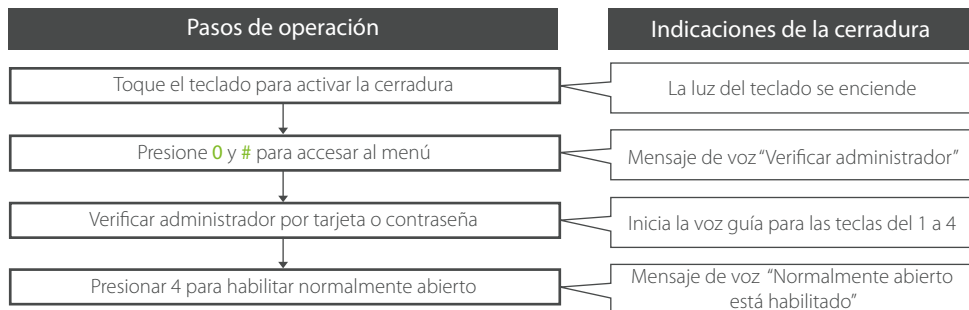 Pasos de operación
Indicaciones de la cerradura
Toque el teclado para activar la cerradura
La luz del teclado se enciende
Presione 0 y # para accesar al menú
Mensaje de voz “Verificar administrador”
Verificar administrador por tarjeta o contraseña
Inicia la voz guía para las teclas del 1 a 4
Presionar 4 para habilitar normalmente abierto
Mensaje de voz “Normalmente abierto
está habilitado”